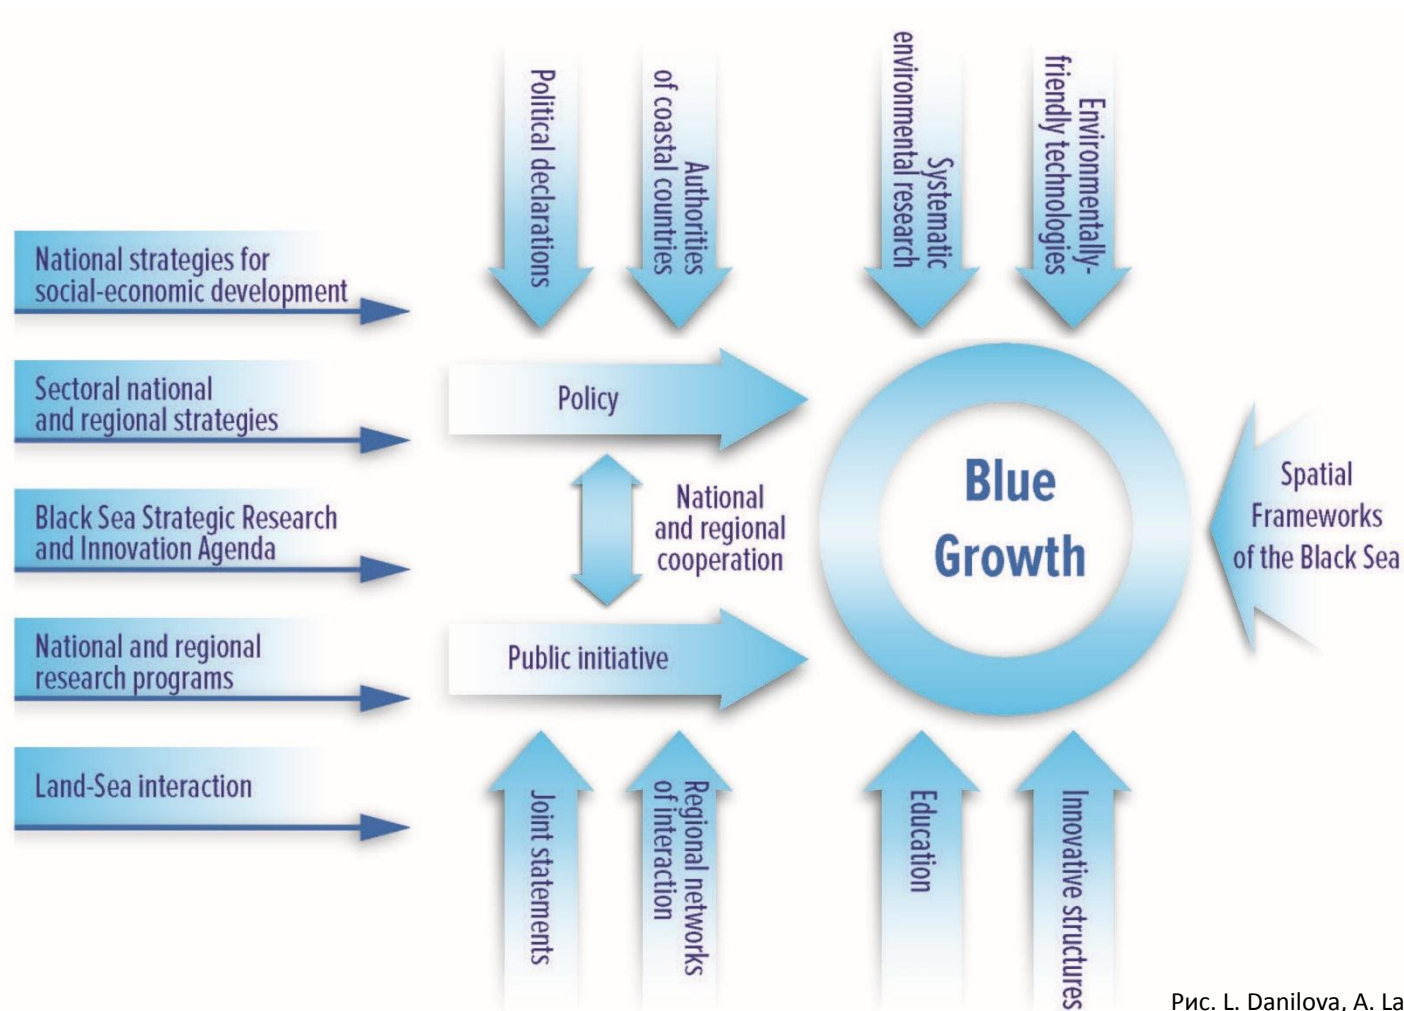 Political declarations
Authorities
of coastal countries
Systematic
environmental research
Environmentally-
friendly technologies
National strategies for
social-economic development
Sectoral national
and regional strategies
Black Sea Strategic Research
and Innovation Agenda
National and regional
research programs
Land-Sea interaction
Policy
National
and regional
cooperation
Public initiative
Blue
Growth
Spatial
Frameworks
of the Black Sea
Joint statements
Regional networks
of interaction
Education
Innovative structures
Рис. L. Danilova, A. La